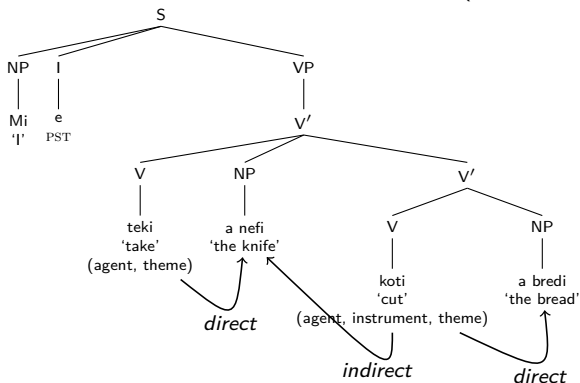 S
NP I VP
Mi e V′
‘I’ PST
V NP V′
teki a nefi V NP
‘take’ ‘the knife’
(agent, theme) koti a bredi
‘cut’ ‘the bread’
direct (agent, instrument, theme)
indirect direct